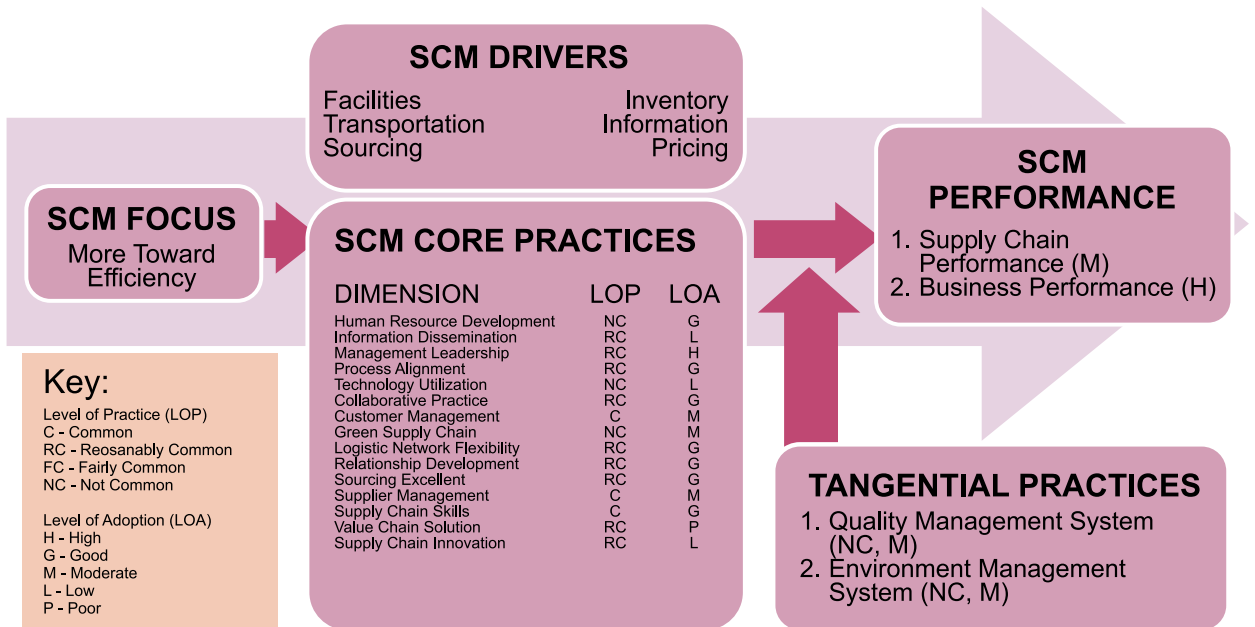 SCM DRIVERS
Facilities Inventory
Transportation Information
Sourcing Pricing
SCM FOCUS
More Toward
Efficiency
SCM CORE PRACTICES
DIMENSION LOP LOA
Human Resource Development NC G
Information Dissemination RC L
Management Leadership RC H
Process Alignment RC G
Technology Utilization NC L
Collaborative Practice RC G
Customer Management C M
Green Supply Chain NC M
Logistic Network Flexibility RC G
Relationship Development RC G
Sourcing Excellent RC G
Supplier Management C M
Supply Chain Skills C G
Value Chain Solution RC P
Supply Chain Innovation RC L
SCM
PERFORMANCE
1. Supply Chain
Performance (M)
2. Business Performance (H)
Key:
Level of Practice (LOP)
C - Common
RC - Reosanably Common
FC - Fairly Common
NC - Not Common
Level of Adoption (LOA)
H - High
G - Good
M - Moderate
L - Low
P - Poor
TANGENTIAL PRACTICES
1. Quality Management System
(NC, M)
2. Environment Management
System (NC, M)